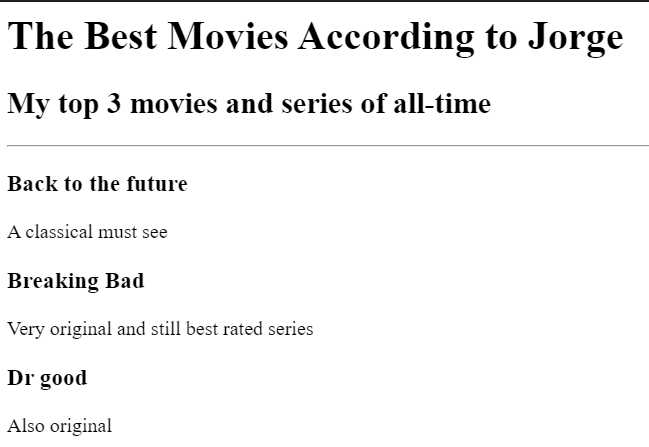 The Best Movies According to Jorge
My top 3 movies and series of all-time
Back to the future
A classical must see
Breaking Bad
Very original and still best rated series
Dr good
Also original